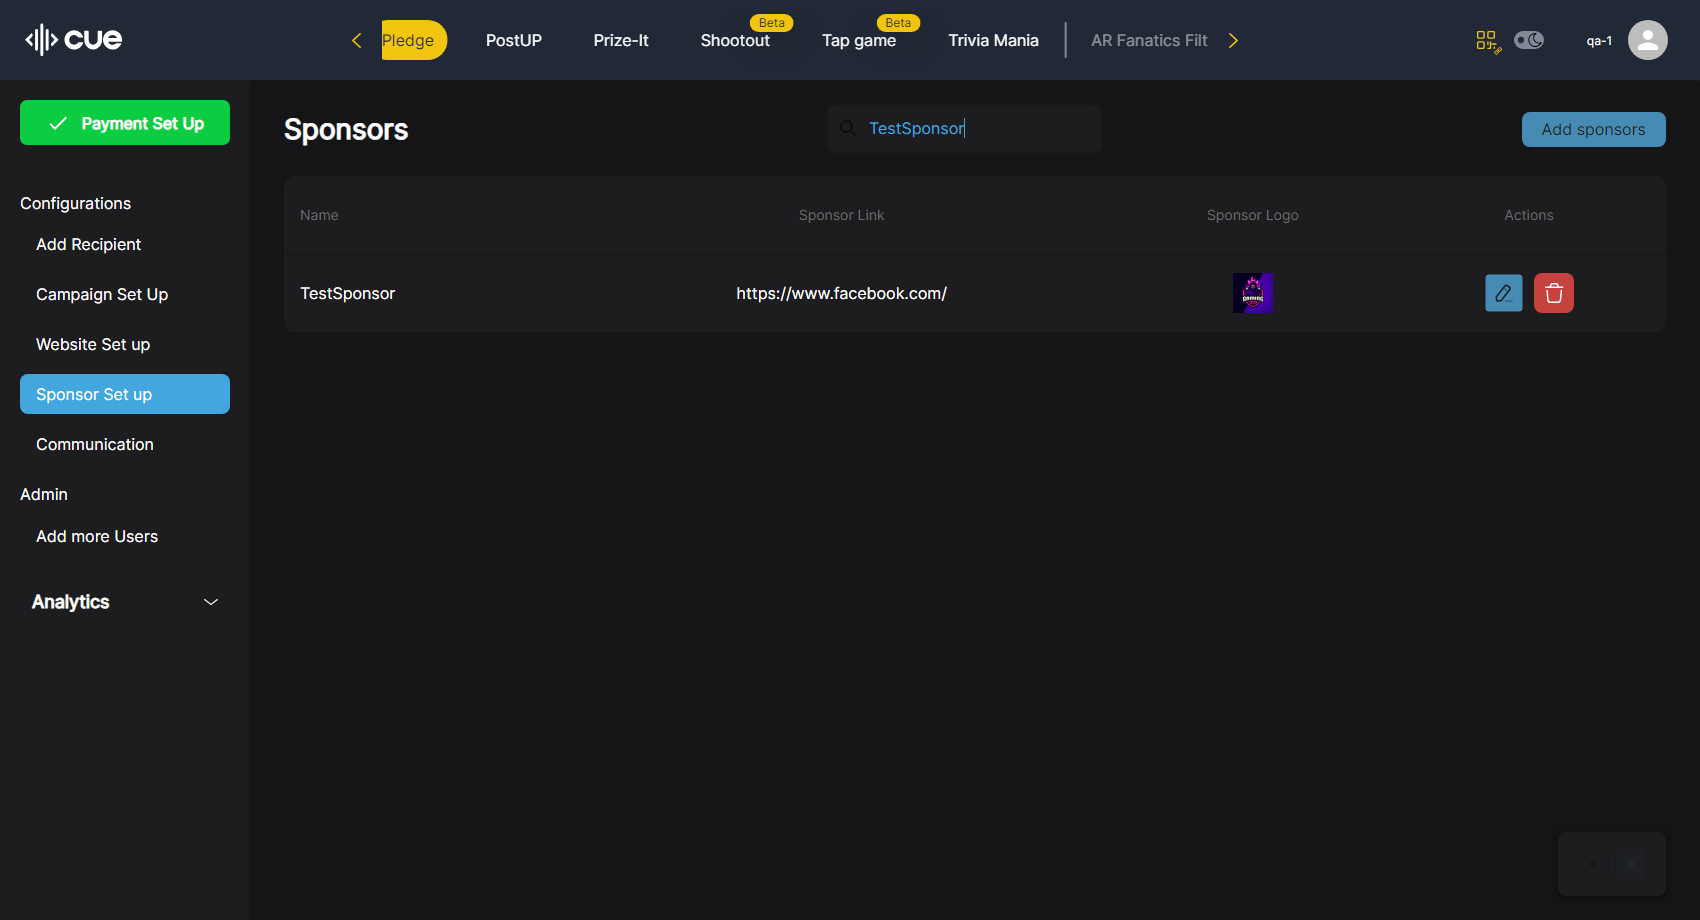 cue
Pledge
PostUP
Prize-It
Shootout
Beta
Tap game
Beta
Trivia Mania
AR Fanatics Filt
qa-1
Payment Set Up
Configurations
Add Recipient
Campaign Set Up
Website Set up
Sponsor Set up
Communication
Admin
Add more Users
Analytics
Sponsors
TestSponsor
Add sponsors
Name Sponsor Link Sponsor Logo Actions
TestSponsor https://www.facebook.com/ GAMING